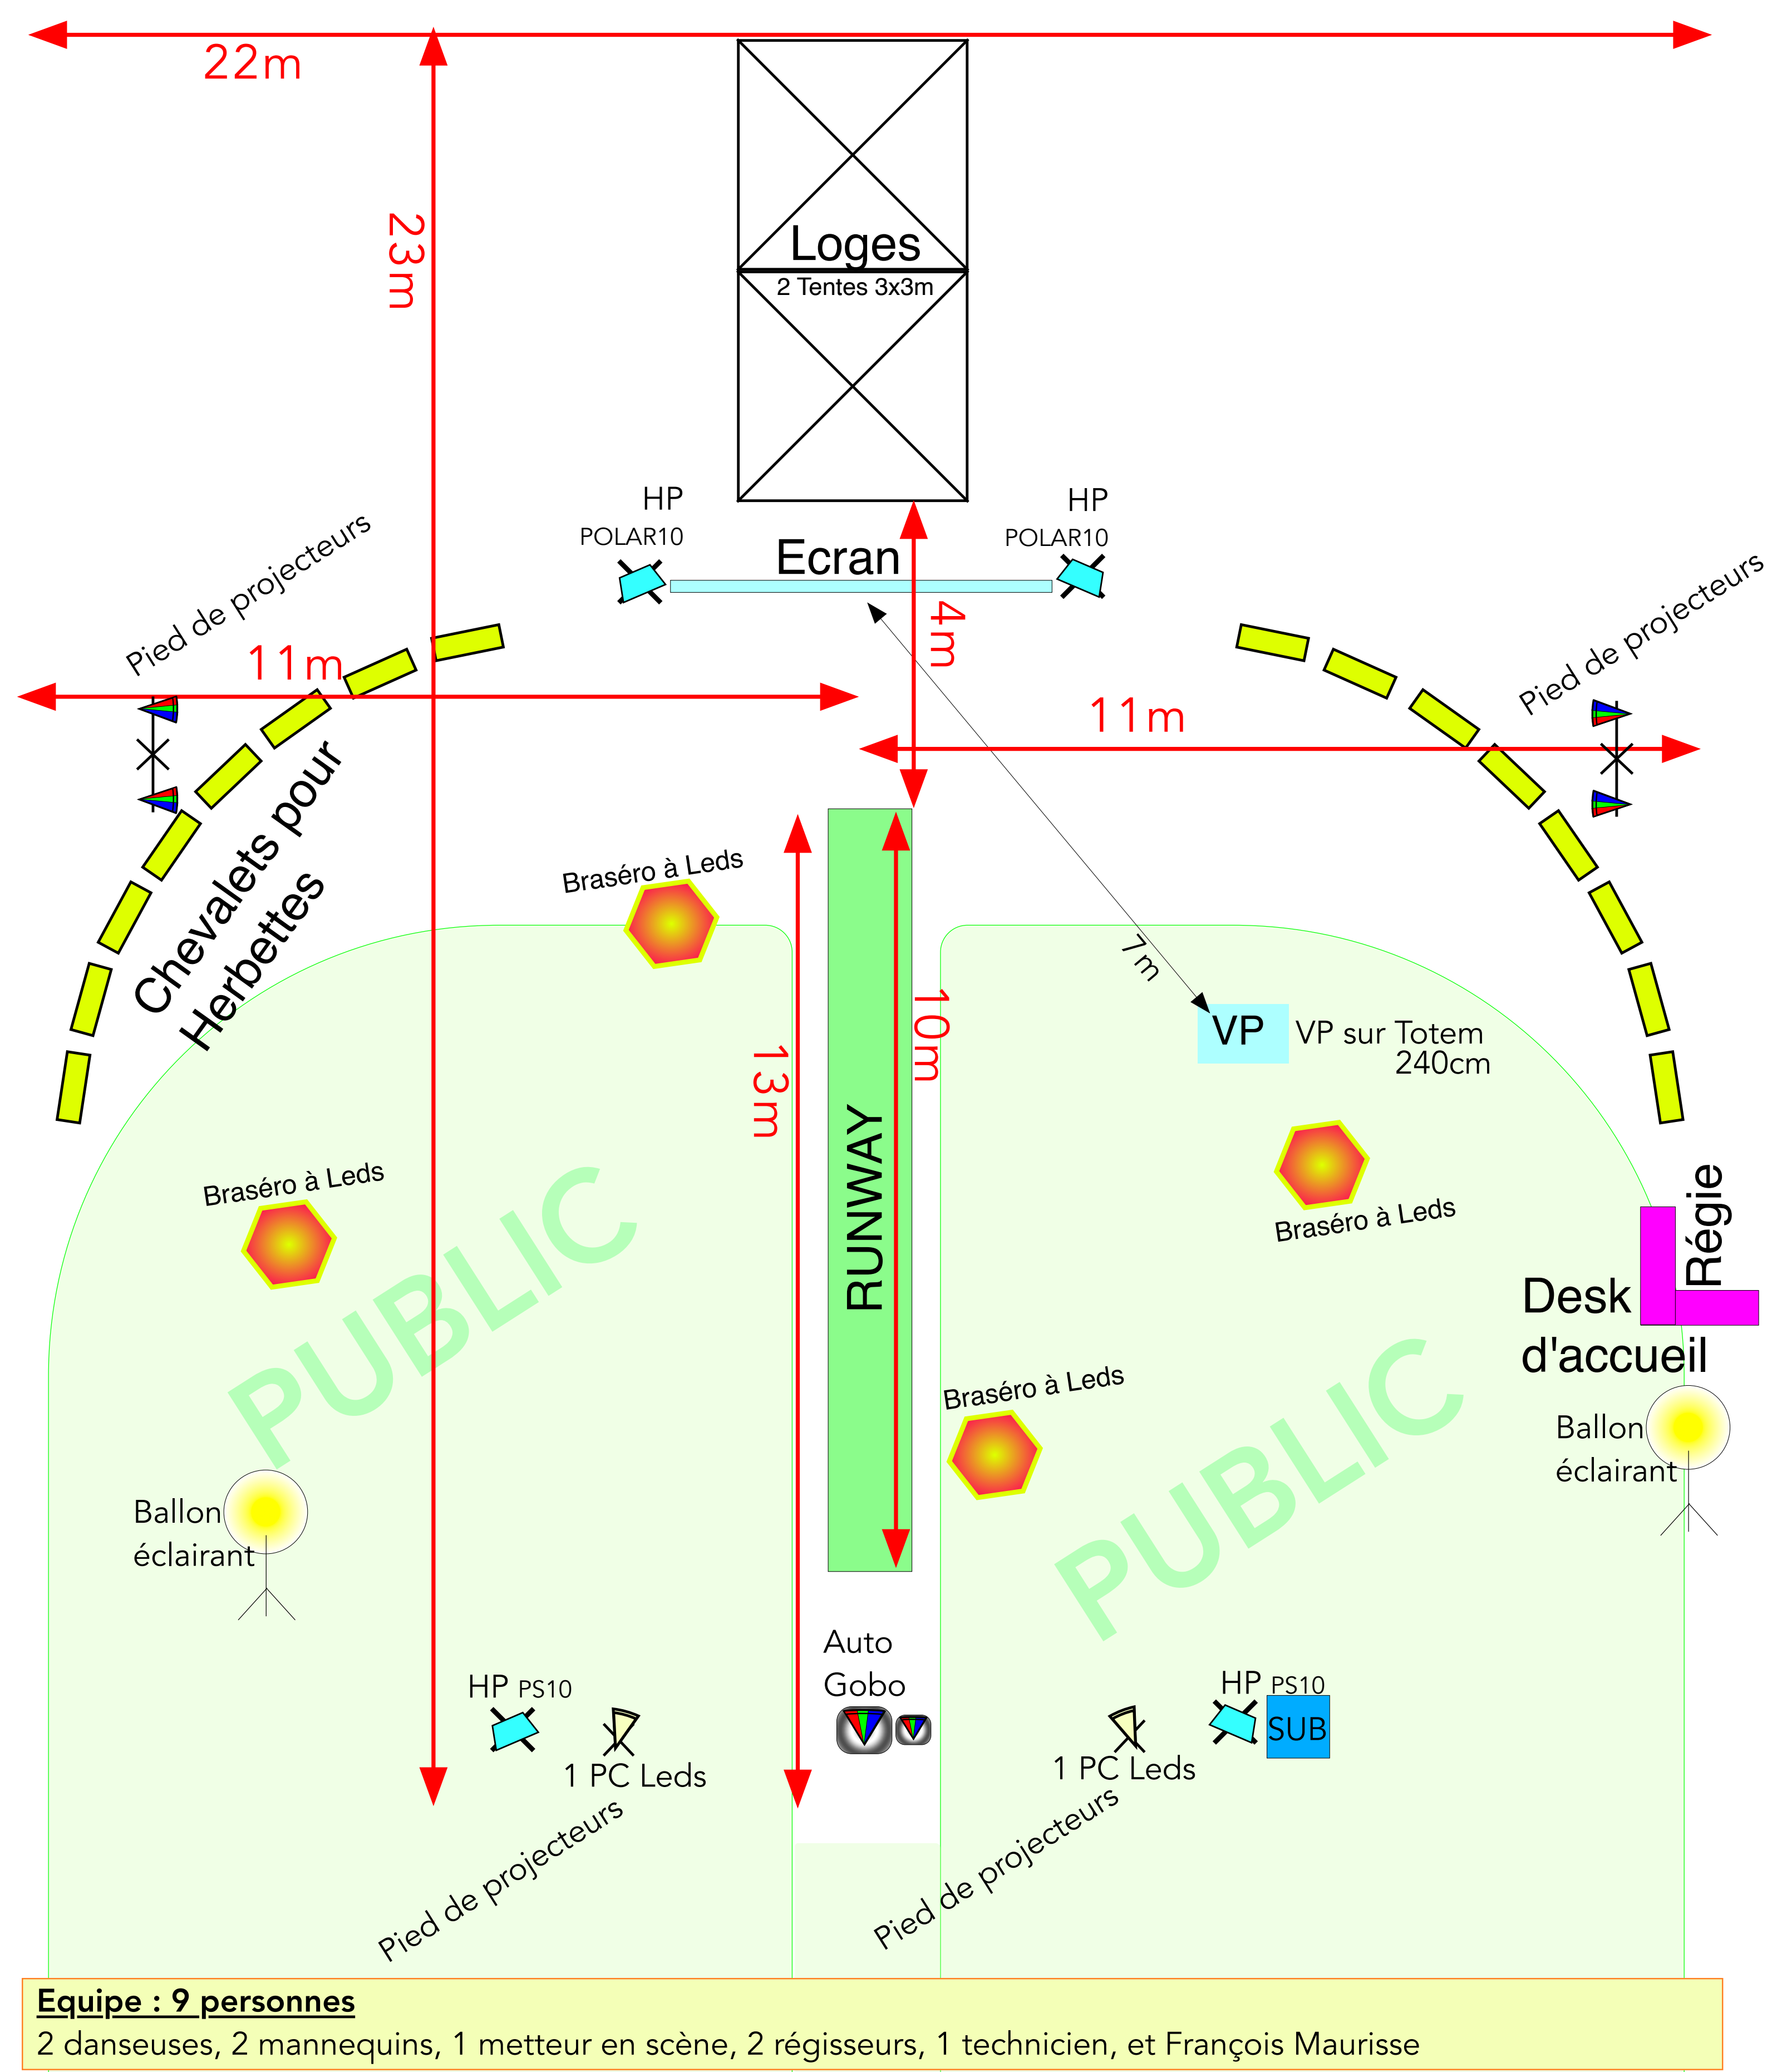 22m
23m
Loges
2 Tentes 3x3m
HP
POLAR10
HP
POLAR10
Ecran
Pied de projecteurs
Pied de projecteurs
4m
11m
11m
Chevalets pour
Herbettes
Braséro à Leds
7 m
10m
13m
VP
VP sur Totem
240cm
RUNWAY
Braséro à Leds
Braséro à Leds
PUBLIC
Régie
Desk
d'accueil
Braséro à Leds
PUBLIC
Ballon
éclairant
Ballon
éclairant
Auto
Gobo
HP PS10
HP PS10
SUB
1 PC Leds
1 PC Leds
Pied de projecteurs
Pied de projecteurs
Equipe : 9 personnes
2 danseuses, 2 mannequins, 1 metteur en scène, 2 régisseurs, 1 technicien, et François Maurisse